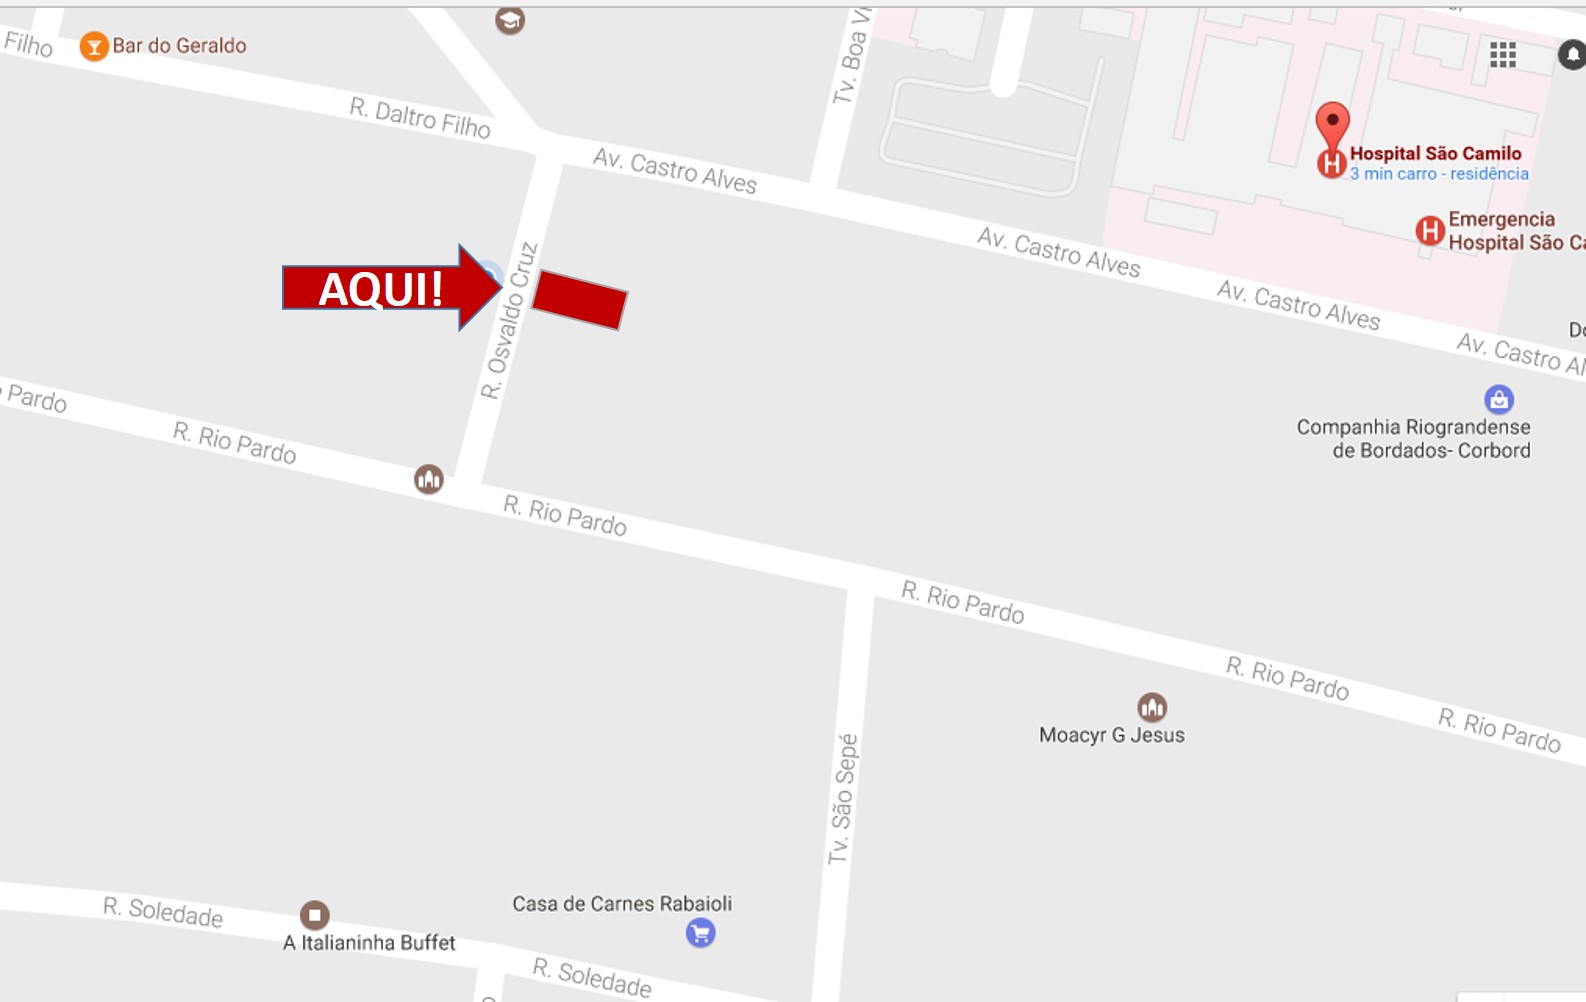 Filho
Bar do Geraldo
R. Daltro Filho
Av. Castro Alves
Tv. Boa
Hospital São Camilo
3 min carro - residência
Emergencia
Hospital São
Av. Castro Alves
Av. Castro Alves
Av. Castro
AQUI!
R. Osvaldo Cruz
Companhia Riograndense
de Bordados- Corbord
Pardo
R. Rio Pardo
R. Rio Pardo
R. Rio Pardo
R. Rio Pardo
R. Rio Pardo
Moacyr G Jesus
Tv. São Sepé
Casa de Carnes Rabaioli
R. Soledade
A Italianinha Buffet
R. Soledade